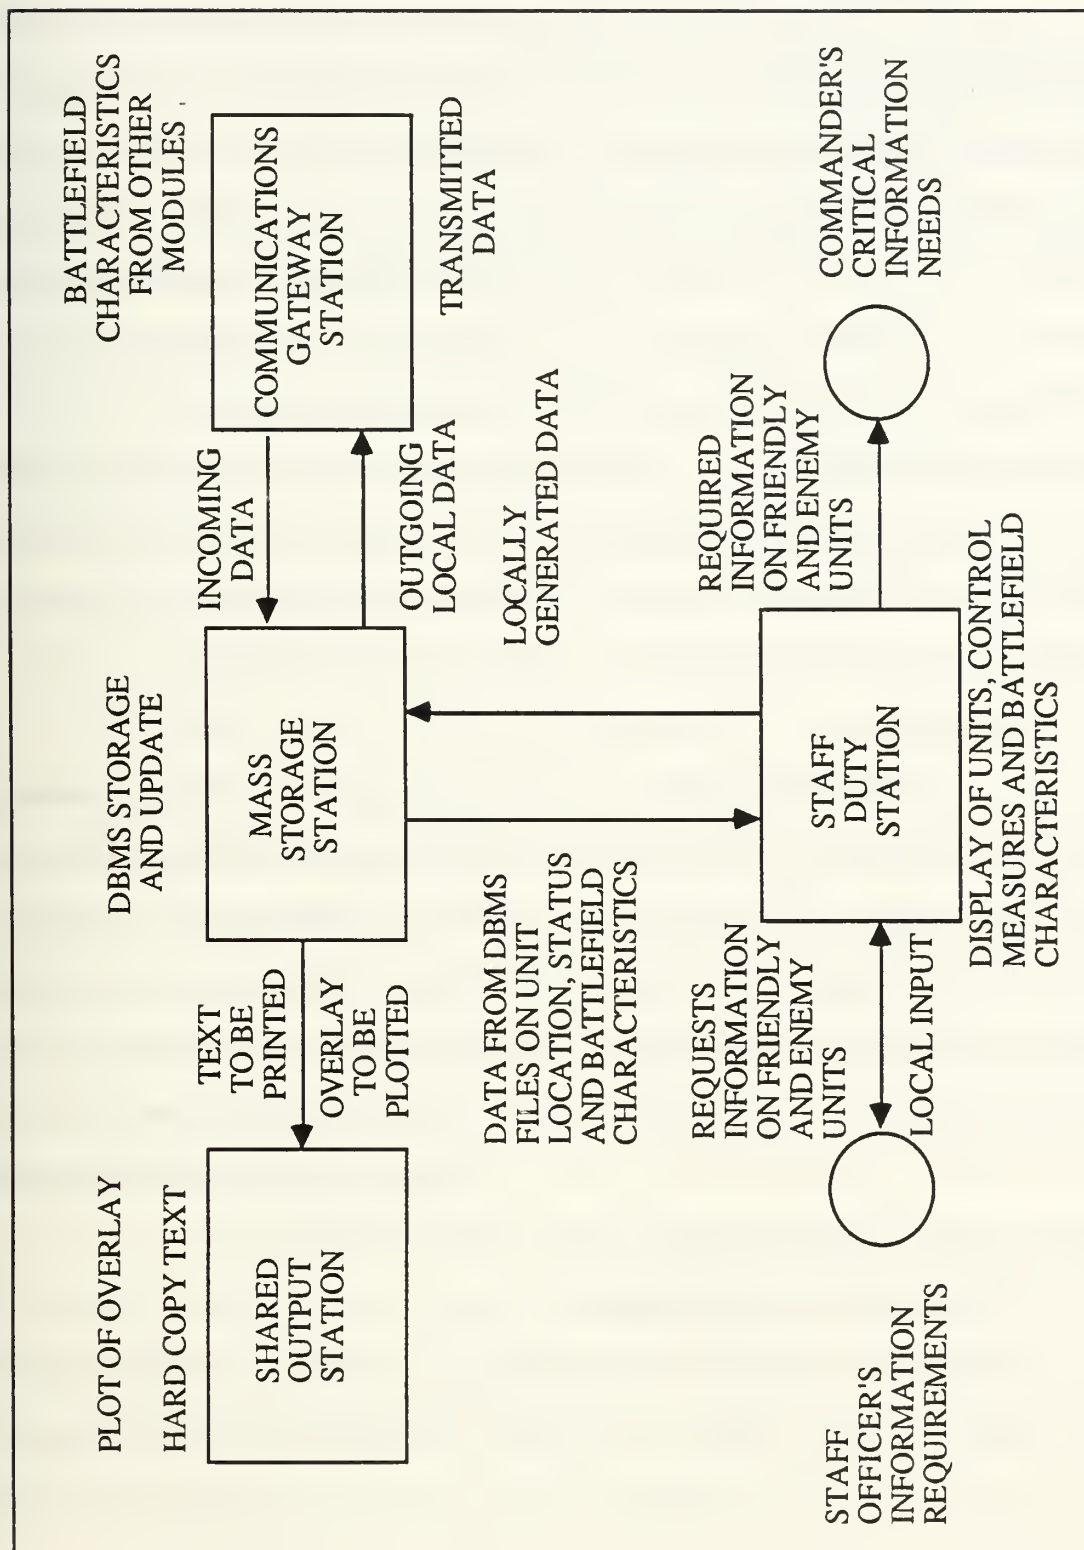 PLOT OF OVERLAY
HARD COPY TEXT
SHARED
OUTPUT
STATION
TEXT
TO BE
PRINTED
OVERLAY
TO BE
PLOTTED
DBMS STORAGE
AND UPDATE
MASS
STORAGE
STATION
INCOMING
DATA
OUTGOING
LOCAL DATA
BATTLEFIELD
CHARACTERISTICS
FROM OTHER
MODULES
COMMUNICATIONS
GATEWAY
STATION
TRANSMITTED
DATA
DATA FROM DBMS
FILES ON UNIT
LOCATION, STATUS
AND BATTLEFIELD
CHARACTERISTICS
LOCALLY
GENERATED DATA
STAFF
OFFICER'S
INFORMATION
REQUIREMENTS
REQUESTS
INFORMATION
ON FRIENDLY
AND ENEMY
UNITS
LOCAL INPUT
STAFF
DUTY
STATION
DISPLAY OF UNITS, CONTROL
MEASURES AND BATTLEFIELD
CHARACTERISTICS
REQUIRED
INFORMATION
ON FRIENDLY
AND ENEMY
UNITS
COMMANDER'S
CRITICAL
INFORMATION
NEEDS